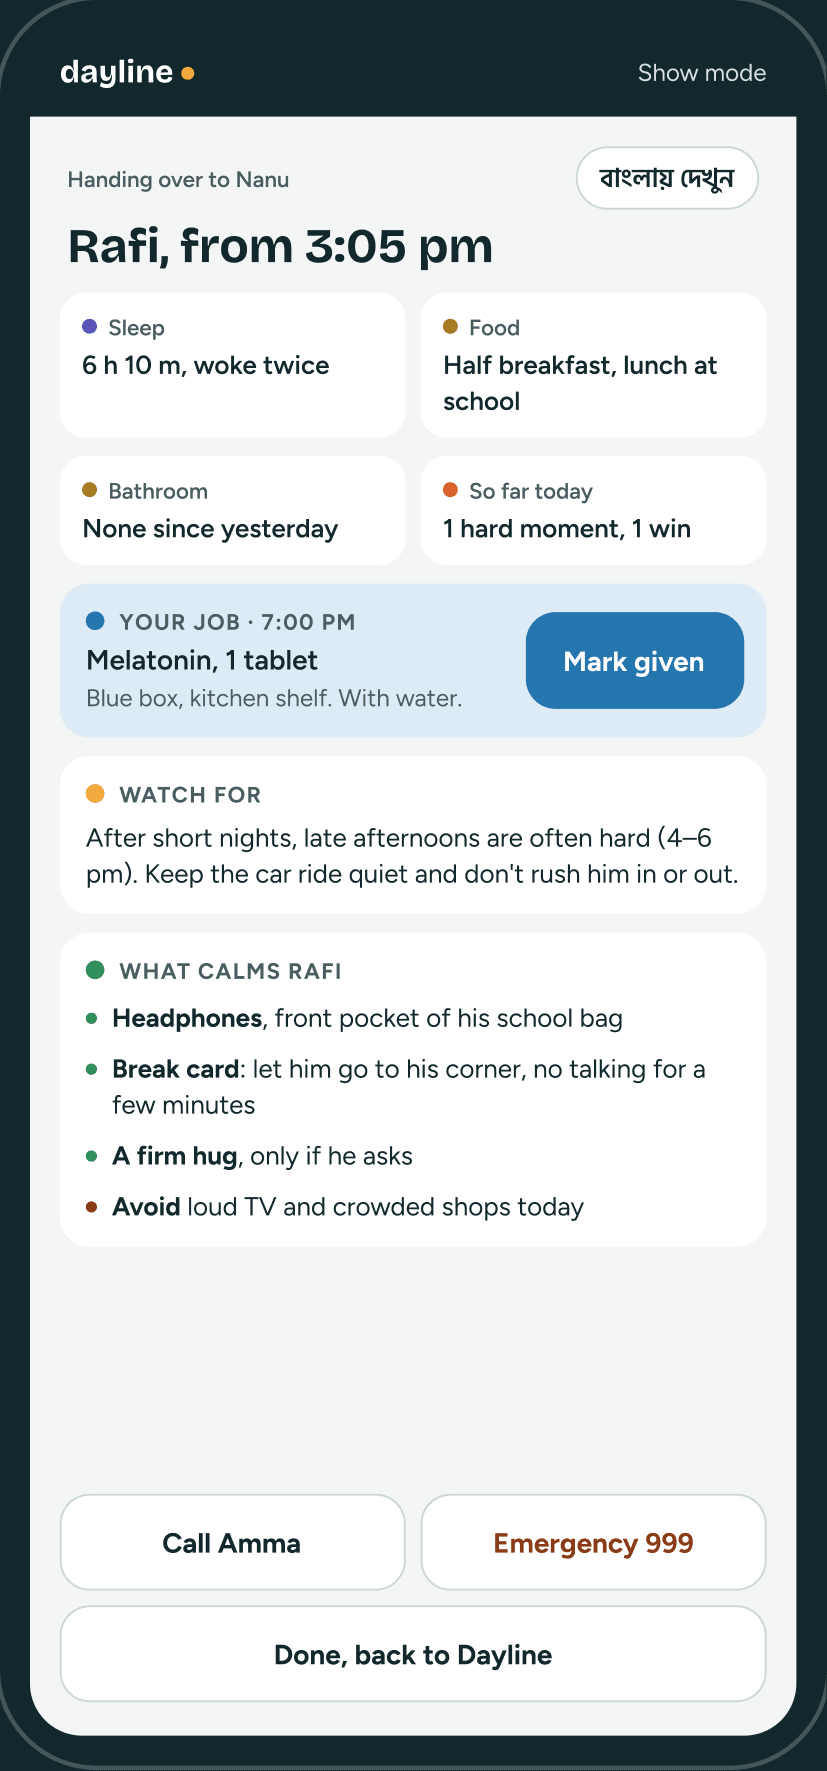 dayline
Show mode
Handing over to Nanu
বাংলায় দেখুন
Rafi, from 3:05 pm
Sleep
6 h 10 m, woke twice
Food
Half breakfast, lunch at
school
Bathroom
None since yesterday
So far today
1 hard moment, 1 win
YOUR JOB · 7:00 PM
Melatonin, 1 tablet
Blue box, kitchen shelf. With water.
Mark given
WATCH FOR
After short nights, late afternoons are often hard (4–6
pm). Keep the car ride quiet and don't rush him in or out.
WHAT CALMS RAFI
Headphones, front pocket of his school bag
Break card: let him go to his corner, no talking for a
few minutes
A firm hug, only if he asks
Avoid loud TV and crowded shops today
Call Amma
Emergency 999
Done, back to Dayline